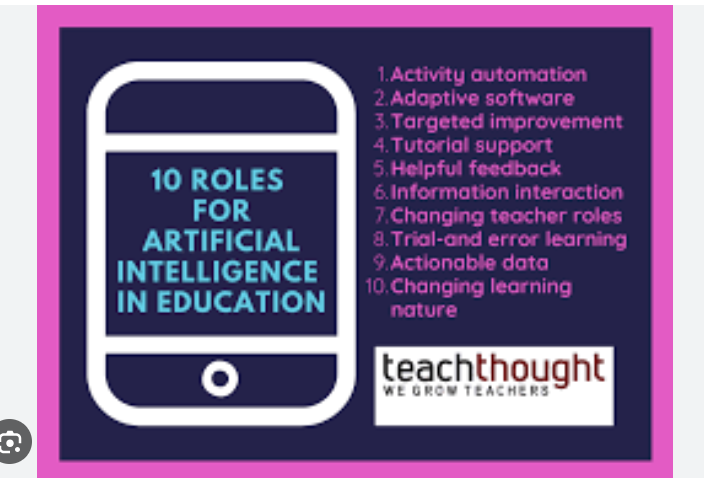 10 ROLES
FOR
ARTIFICIAL
INTELLIGENCE
IN EDUCATION
1.Activity automation
2.Adaptive software
3.Targeted improvement
4.Tutorial support
5.Helpful feedback
6.Information interaction
7.Changing teacher roles
8.Trial-and error learning
9.Actionable data
10.Changing learning
nature
teachthought
WE GROW TEACHERS